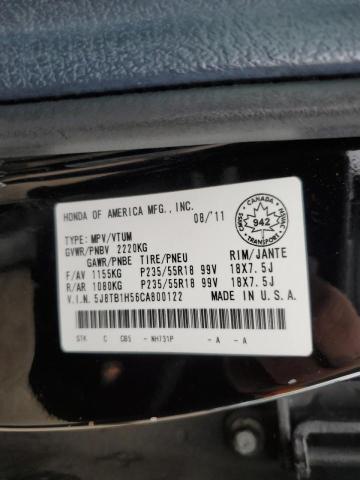 HONDA OF AMERICA MFG., INC.
08/'11
CANADA
942
TRANSPORT
TYPE: MPV/VTUM
GVWR/PNBV 2220KG
GAWR/PNBE TIRE/PNEU RIM/JANTE
F/AV 1155KG P235/55R18 99V 18X7.5J
R/AR 1080KG P235/55R18 99V 18X7.5J
V.I.N. 5J8TB1H56CA800122 MADE IN U.S.A.
STK C CB5 - NH731P - A - A